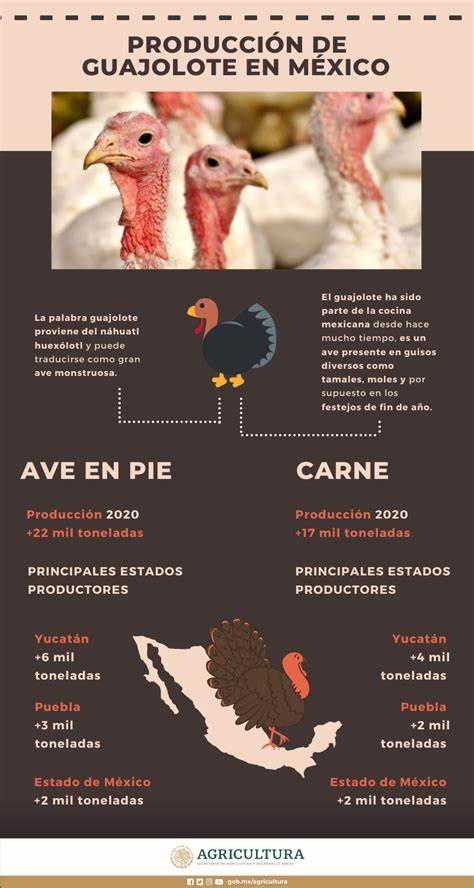 PRODUCCIÓN DE
GUAJOLOTE EN MÉXICO
La palabra guajolote
proviene del náhuatl
huexólotl y puede
traducirse como gran
ave monstruosa.
El guajolote ha sido
parte de la cocina
mexicana desde hace
mucho tiempo, es un
ave presente en guisos
diversos como
tamales, moles y por
supuesto en los
festejos de fin de año.
AVE EN PIE
Producción 2020
+22 mil toneladas
PRINCIPALES ESTADOS
PRODUCTORES
Yucatán
+6 mil
toneladas
Puebla
+3 mil
toneladas
Estado de México
+2 mil toneladas
CARNE
Producción 2020
+17 mil toneladas
PRINCIPALES ESTADOS
PRODUCTORES
Yucatán
+4 mil
toneladas
Puebla
+2 mil
toneladas
Estado de México
+2 mil toneladas
AGRICULTURA
SECRETARÍA DE AGRICULTURA Y DESARROLLO RURAL
gob.mx/agricultura